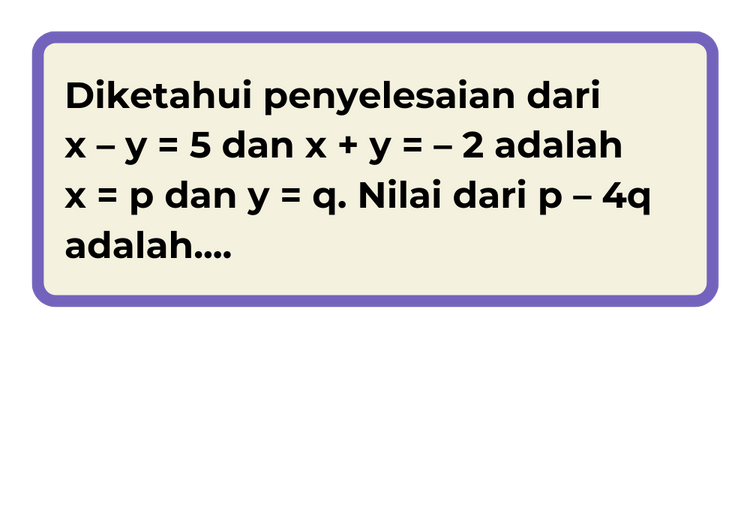 Diketahui penyelesaian dari
x – y = 5 dan x + y = – 2 adalah
x = p dan y = q. Nilai dari p – 4q
adalah....